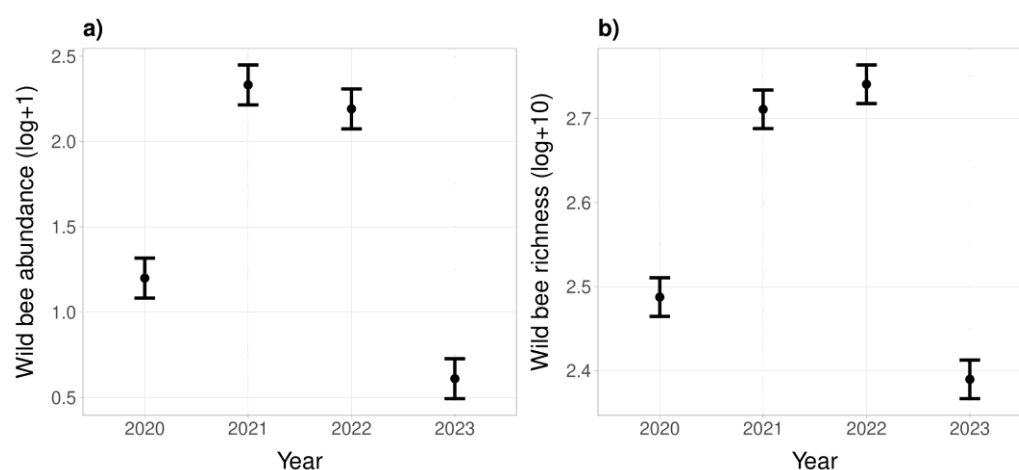 a)
Wild bee abundance (log+1)
2.5
2.0
1.5
1.0
0.5
2020 2021 2022 2023
Year
b)
Wild bee richness (log+10)
2.7
2.6
2.5
2.4
2020 2021 2022 2023
Year